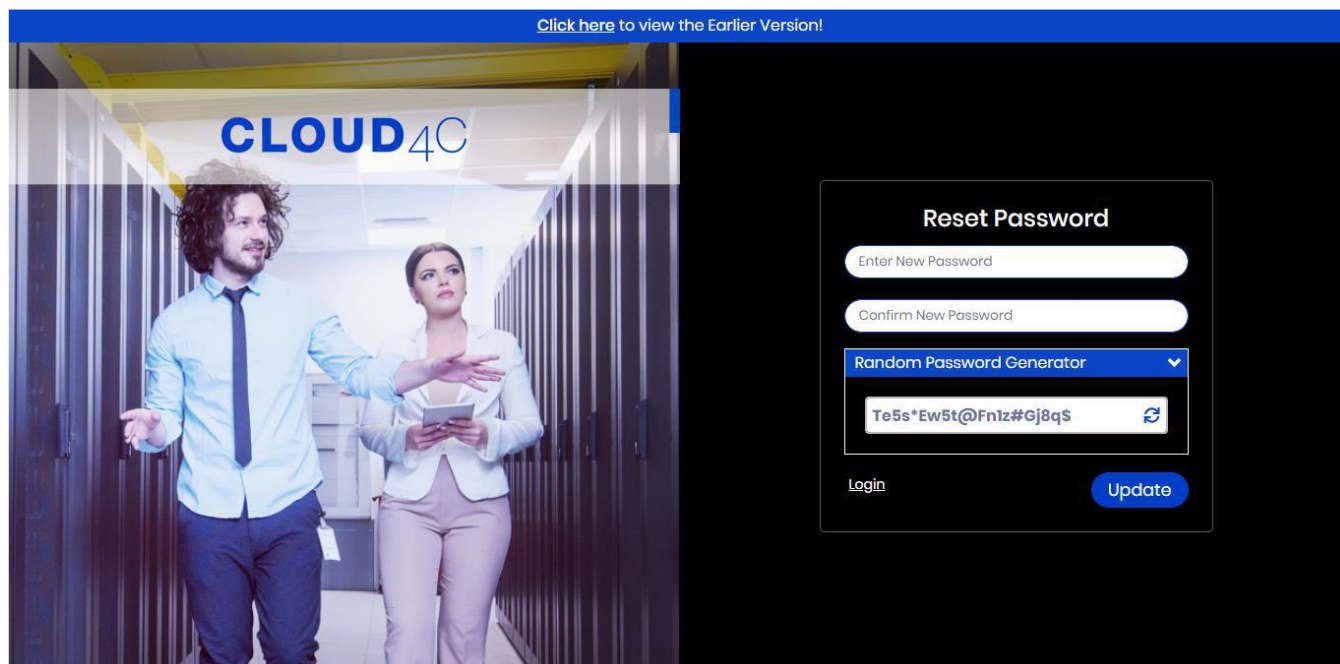 Click here to view the Earlier Version!
CLOUD4C
Reset Password
Enter New Password
Confirm New Password
Random Password Generator
Te5s*Ew5t@Fn1z#Gj8q$
Login
Update